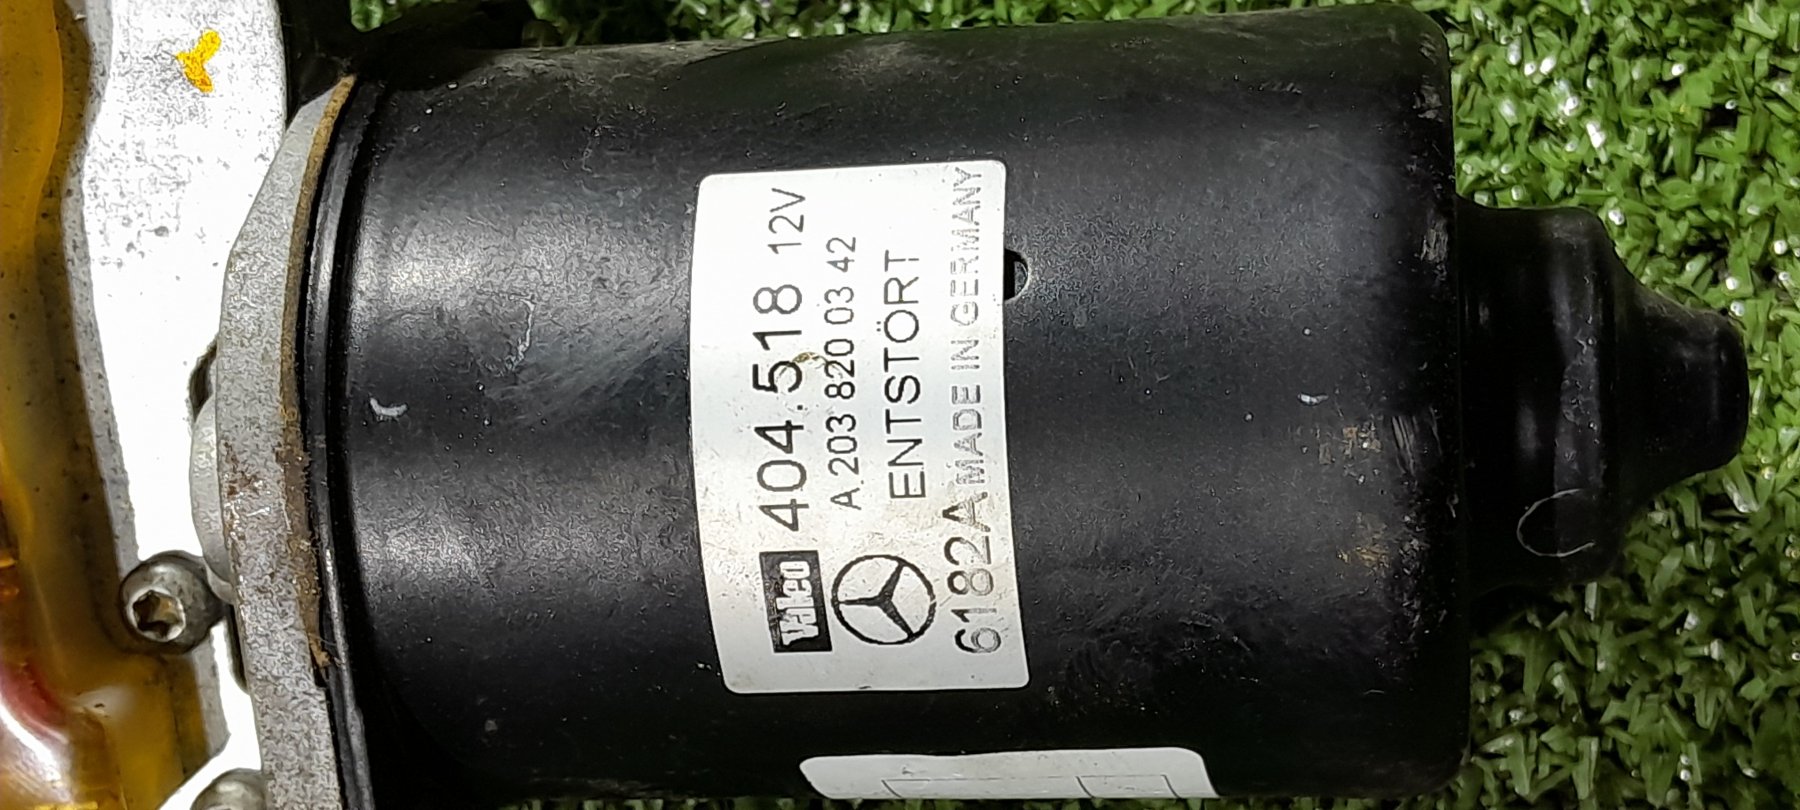 Valeo 404.518 12V
A 203 820 03 42
ENTSTÖRT
6182A MADE IN GERMANY